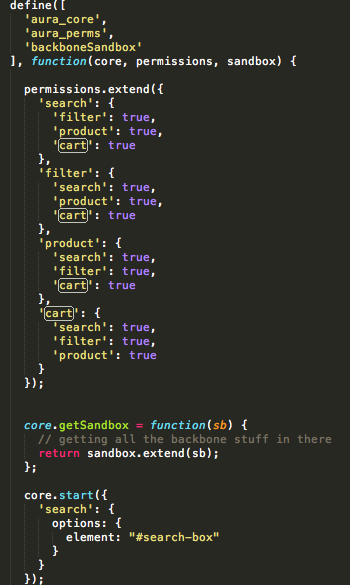 define([
  'aura_core',
  'aura_perms',
  'backboneSandbox'
], function(core, permissions, sandbox) {

  permissions.extend({
    'search': {
      'filter': true,
      'product': true,
      'cart': true
    },
    'filter': {
      'search': true,
      'product': true,
      'cart': true
    },
    'product': {
      'search': true,
      'filter': true,
      'cart': true
    },
    'cart': {
      'search': true,
      'filter': true,
      'product': true
    }
  });


  core.getSandbox = function(sb) {
    // getting all the backbone stuff in there
    return sandbox.extend(sb);
  };

  core.start({
    'search': {
      options: {
        element: "#search-box"
      }
    }
  });